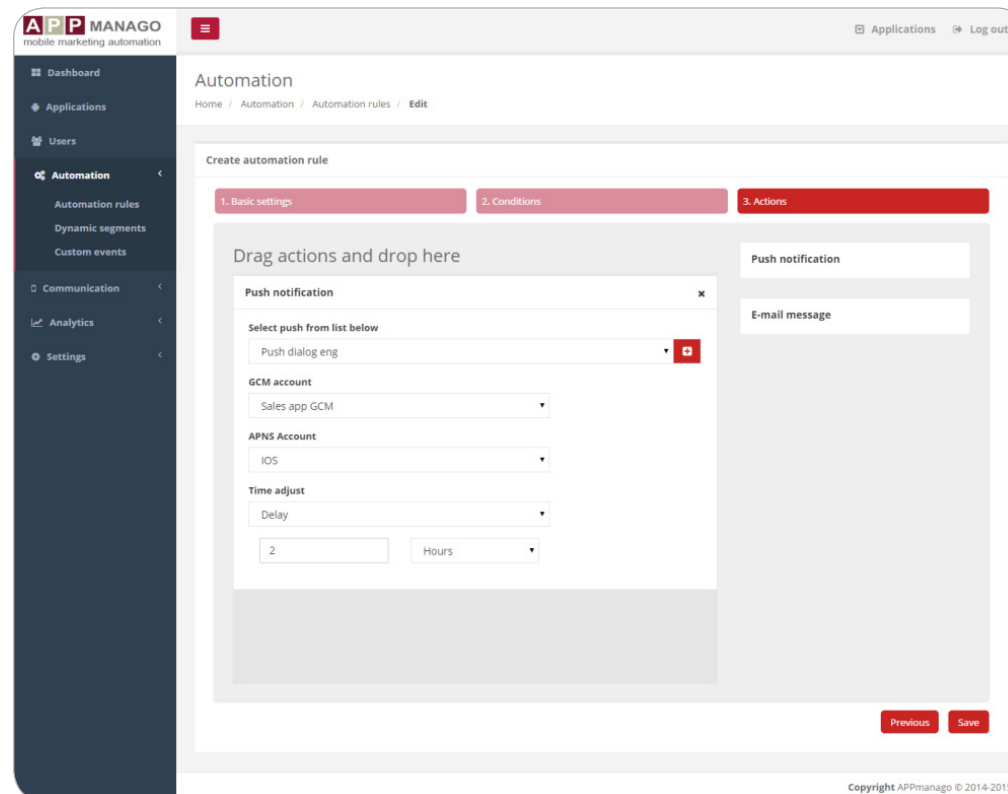 APP MANAGO
mobile marketing automation
Applications
Log out
Dashboard
Applications
Users
Automation
Automation rules
Dynamic segments
Custom events
Communication
Analytics
Settings
Automation
Home / Automation / Automation rules / Edit
Create automation rule
1. Basic settings
2. Conditions
3. Actions
Drag actions and drop here
Push notification
Select push from list below
Push dialog eng
GCM account
Sales app GCM
APNS Account
IOS
Time adjust
Delay
2
Hours
Push notification
E-mail message
Previous
Save
Copyright APPmanago © 2014-201